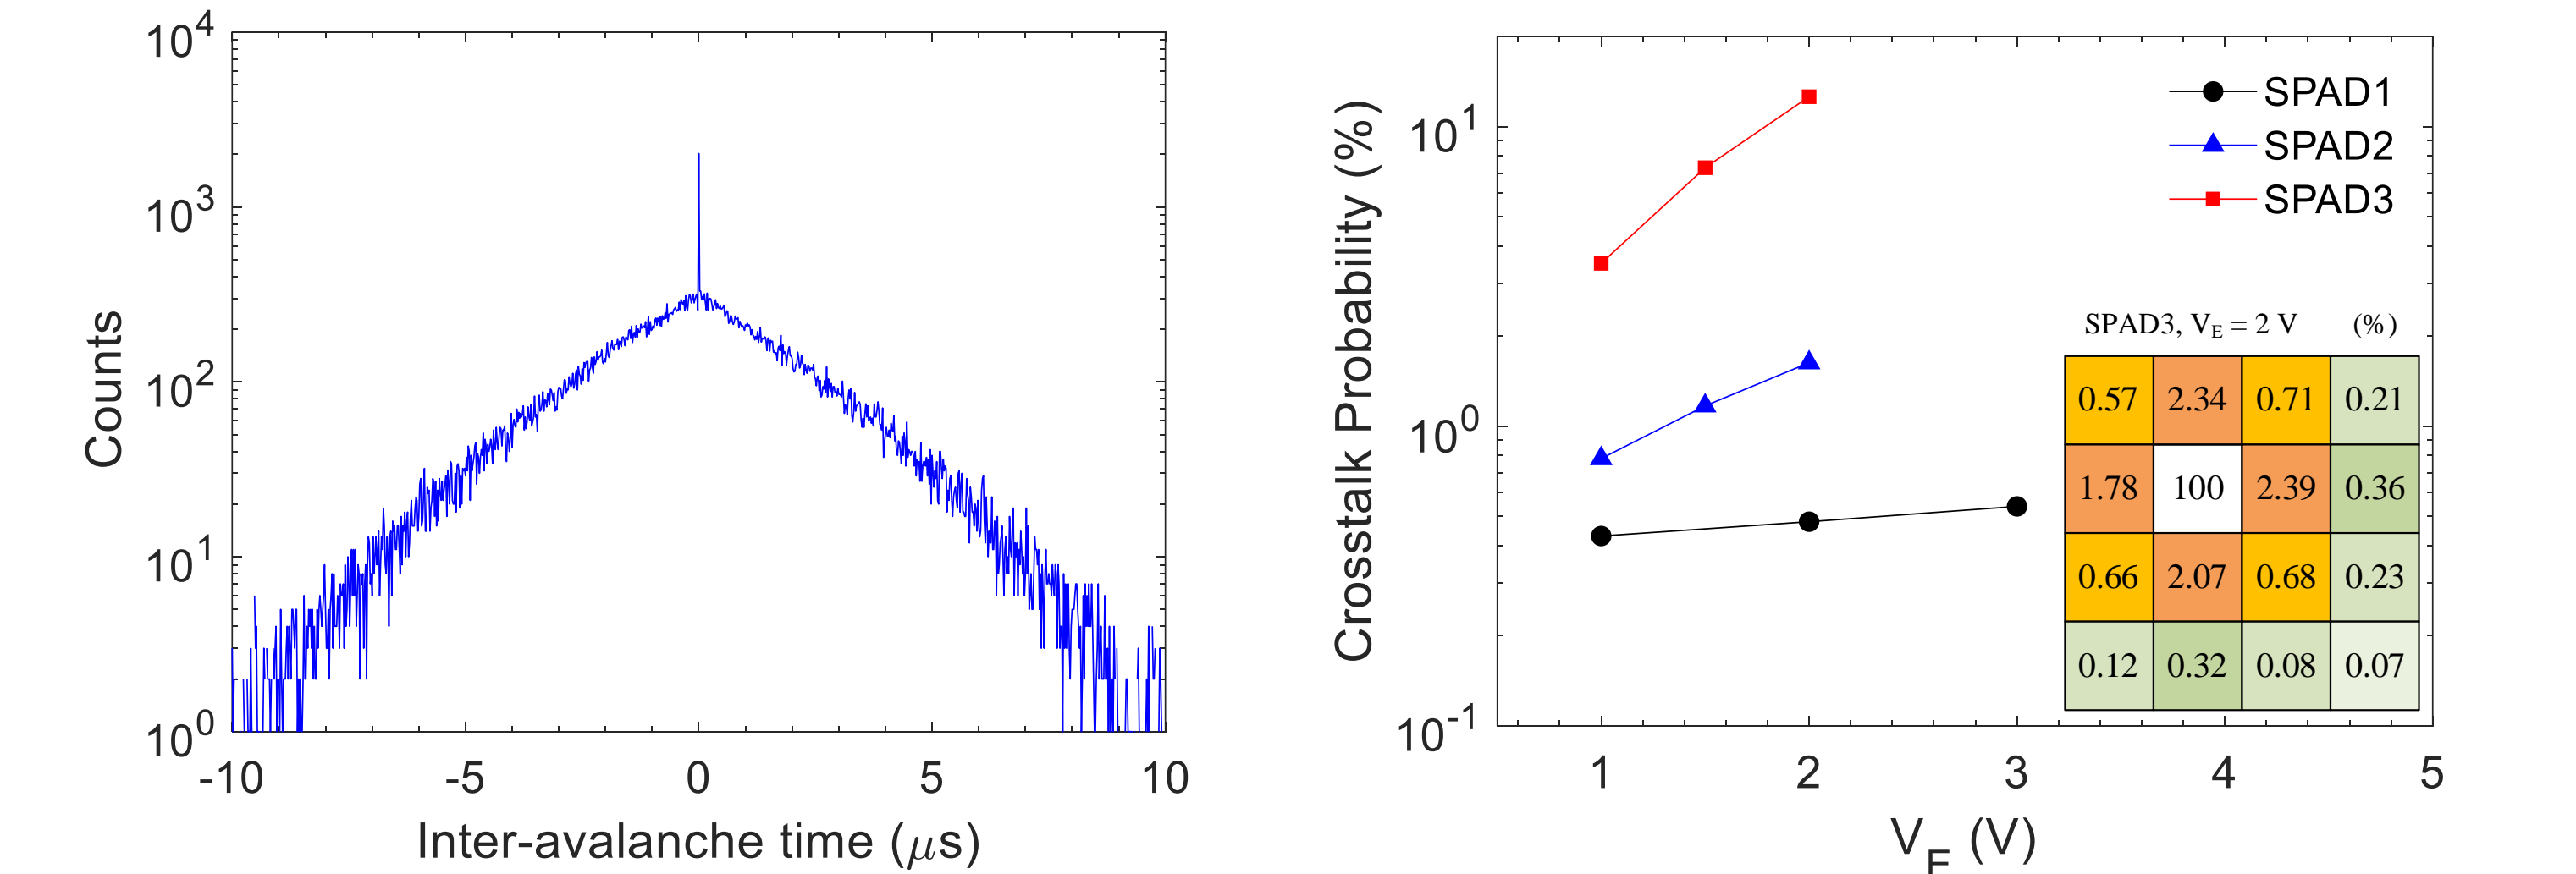 10^4
10^3
10^2
10^1
10^0
Counts
-10 -5 0 5 10
Inter-avalanche time (μs)
10^1
10^0
10^-1
Crosstalk Probability (%)
SPAD1
SPAD2
SPAD3
SPAD3, V_E = 2 V (%)
0.57 2.34 0.71 0.21
1.78 100 2.39 0.36
0.66 2.07 0.68 0.23
0.12 0.32 0.08 0.07
1 2 3 4 5
V_E (V)